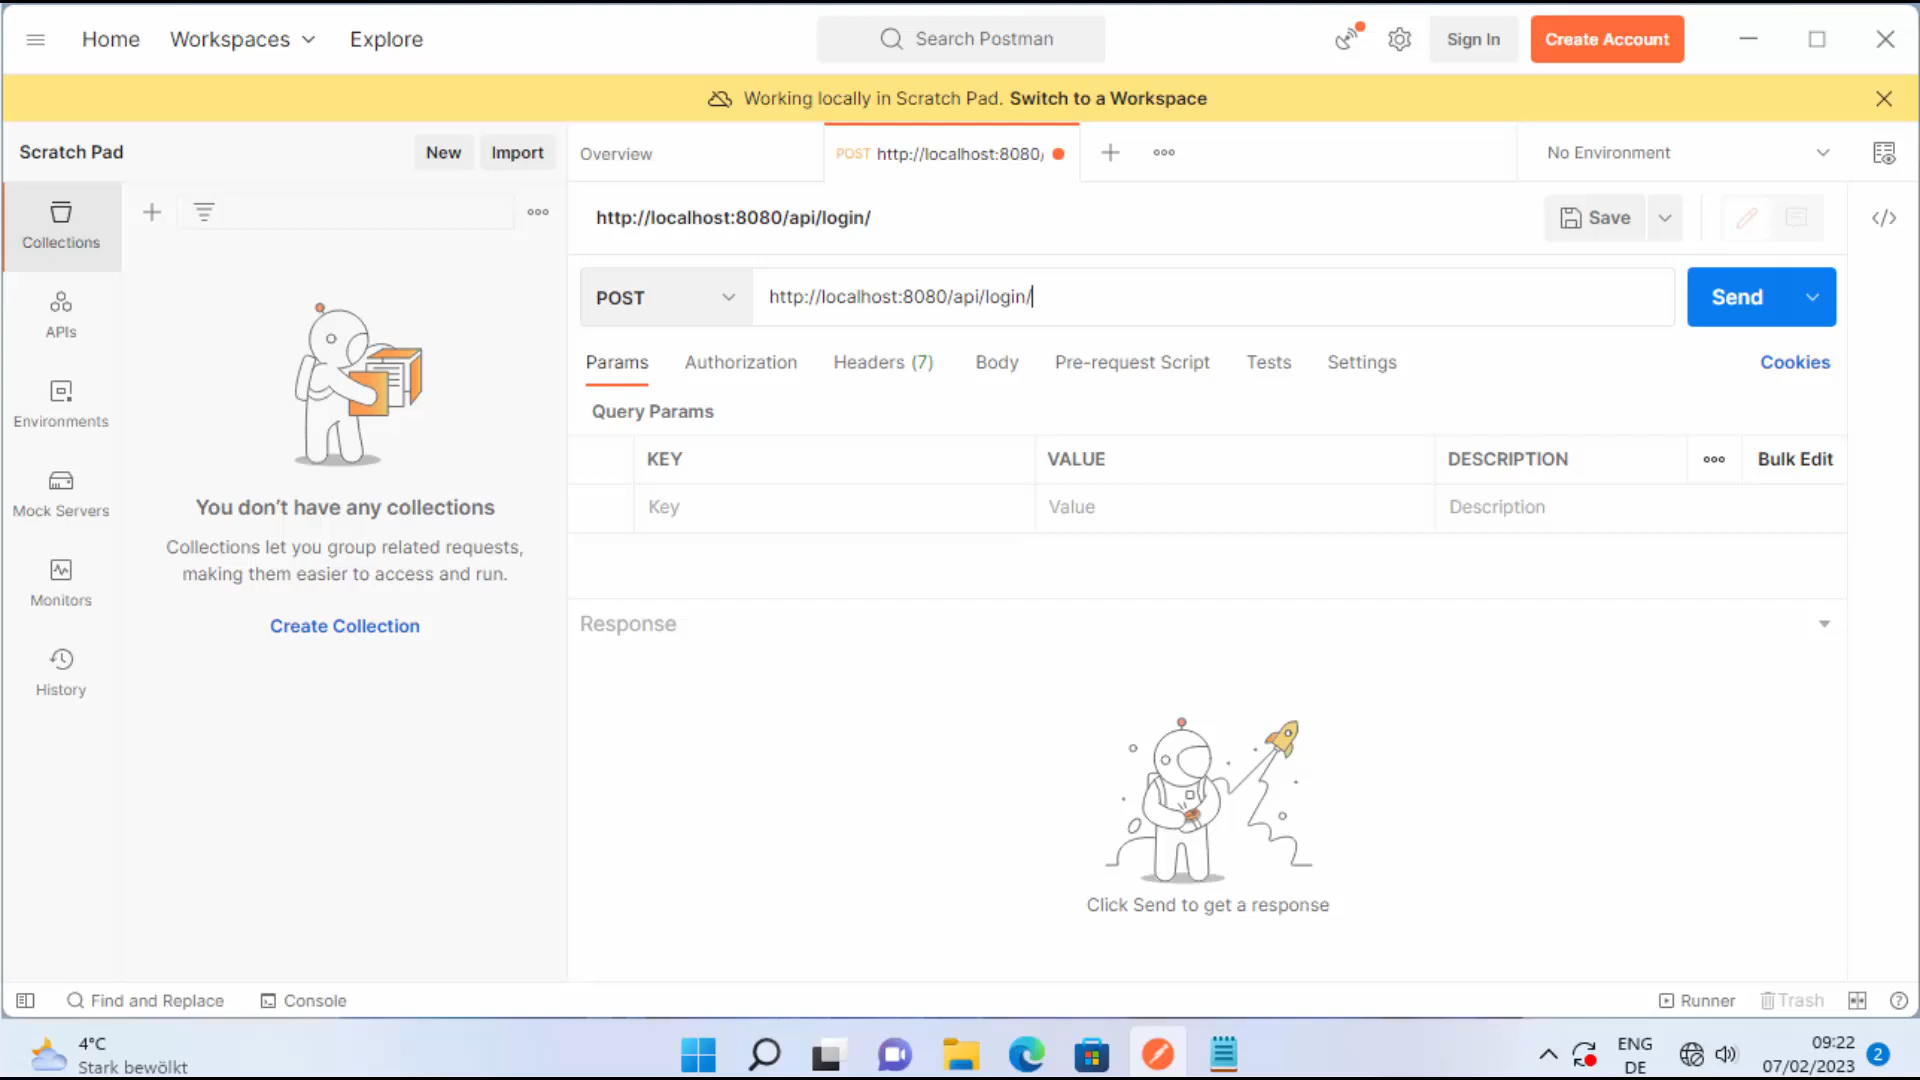 Home
Workspaces
Explore
Search Postman
Sign In
Create Account
Working locally in Scratch Pad. Switch to a Workspace
Scratch Pad
New
Import
Overview
POST http://localhost:8080/
No Environment
Collections
http://localhost:8080/api/login/
Save
POST
http://localhost:8080/api/login/
Send
APIs
Params
Authorization
Headers (7)
Body
Pre-request Script
Tests
Settings
Cookies
Environments
Query Params
KEY
VALUE
DESCRIPTION
Bulk Edit
Key
Value
Description
Mock Servers
You don't have any collections
Collections let you group related requests,
making them easier to access and run.
Create Collection
Monitors
Response
History
Click Send to get a response
Find and Replace
Console
Runner
Trash
4°C
Stark bewölkt
ENG
DE
09:22
07/02/2023
2